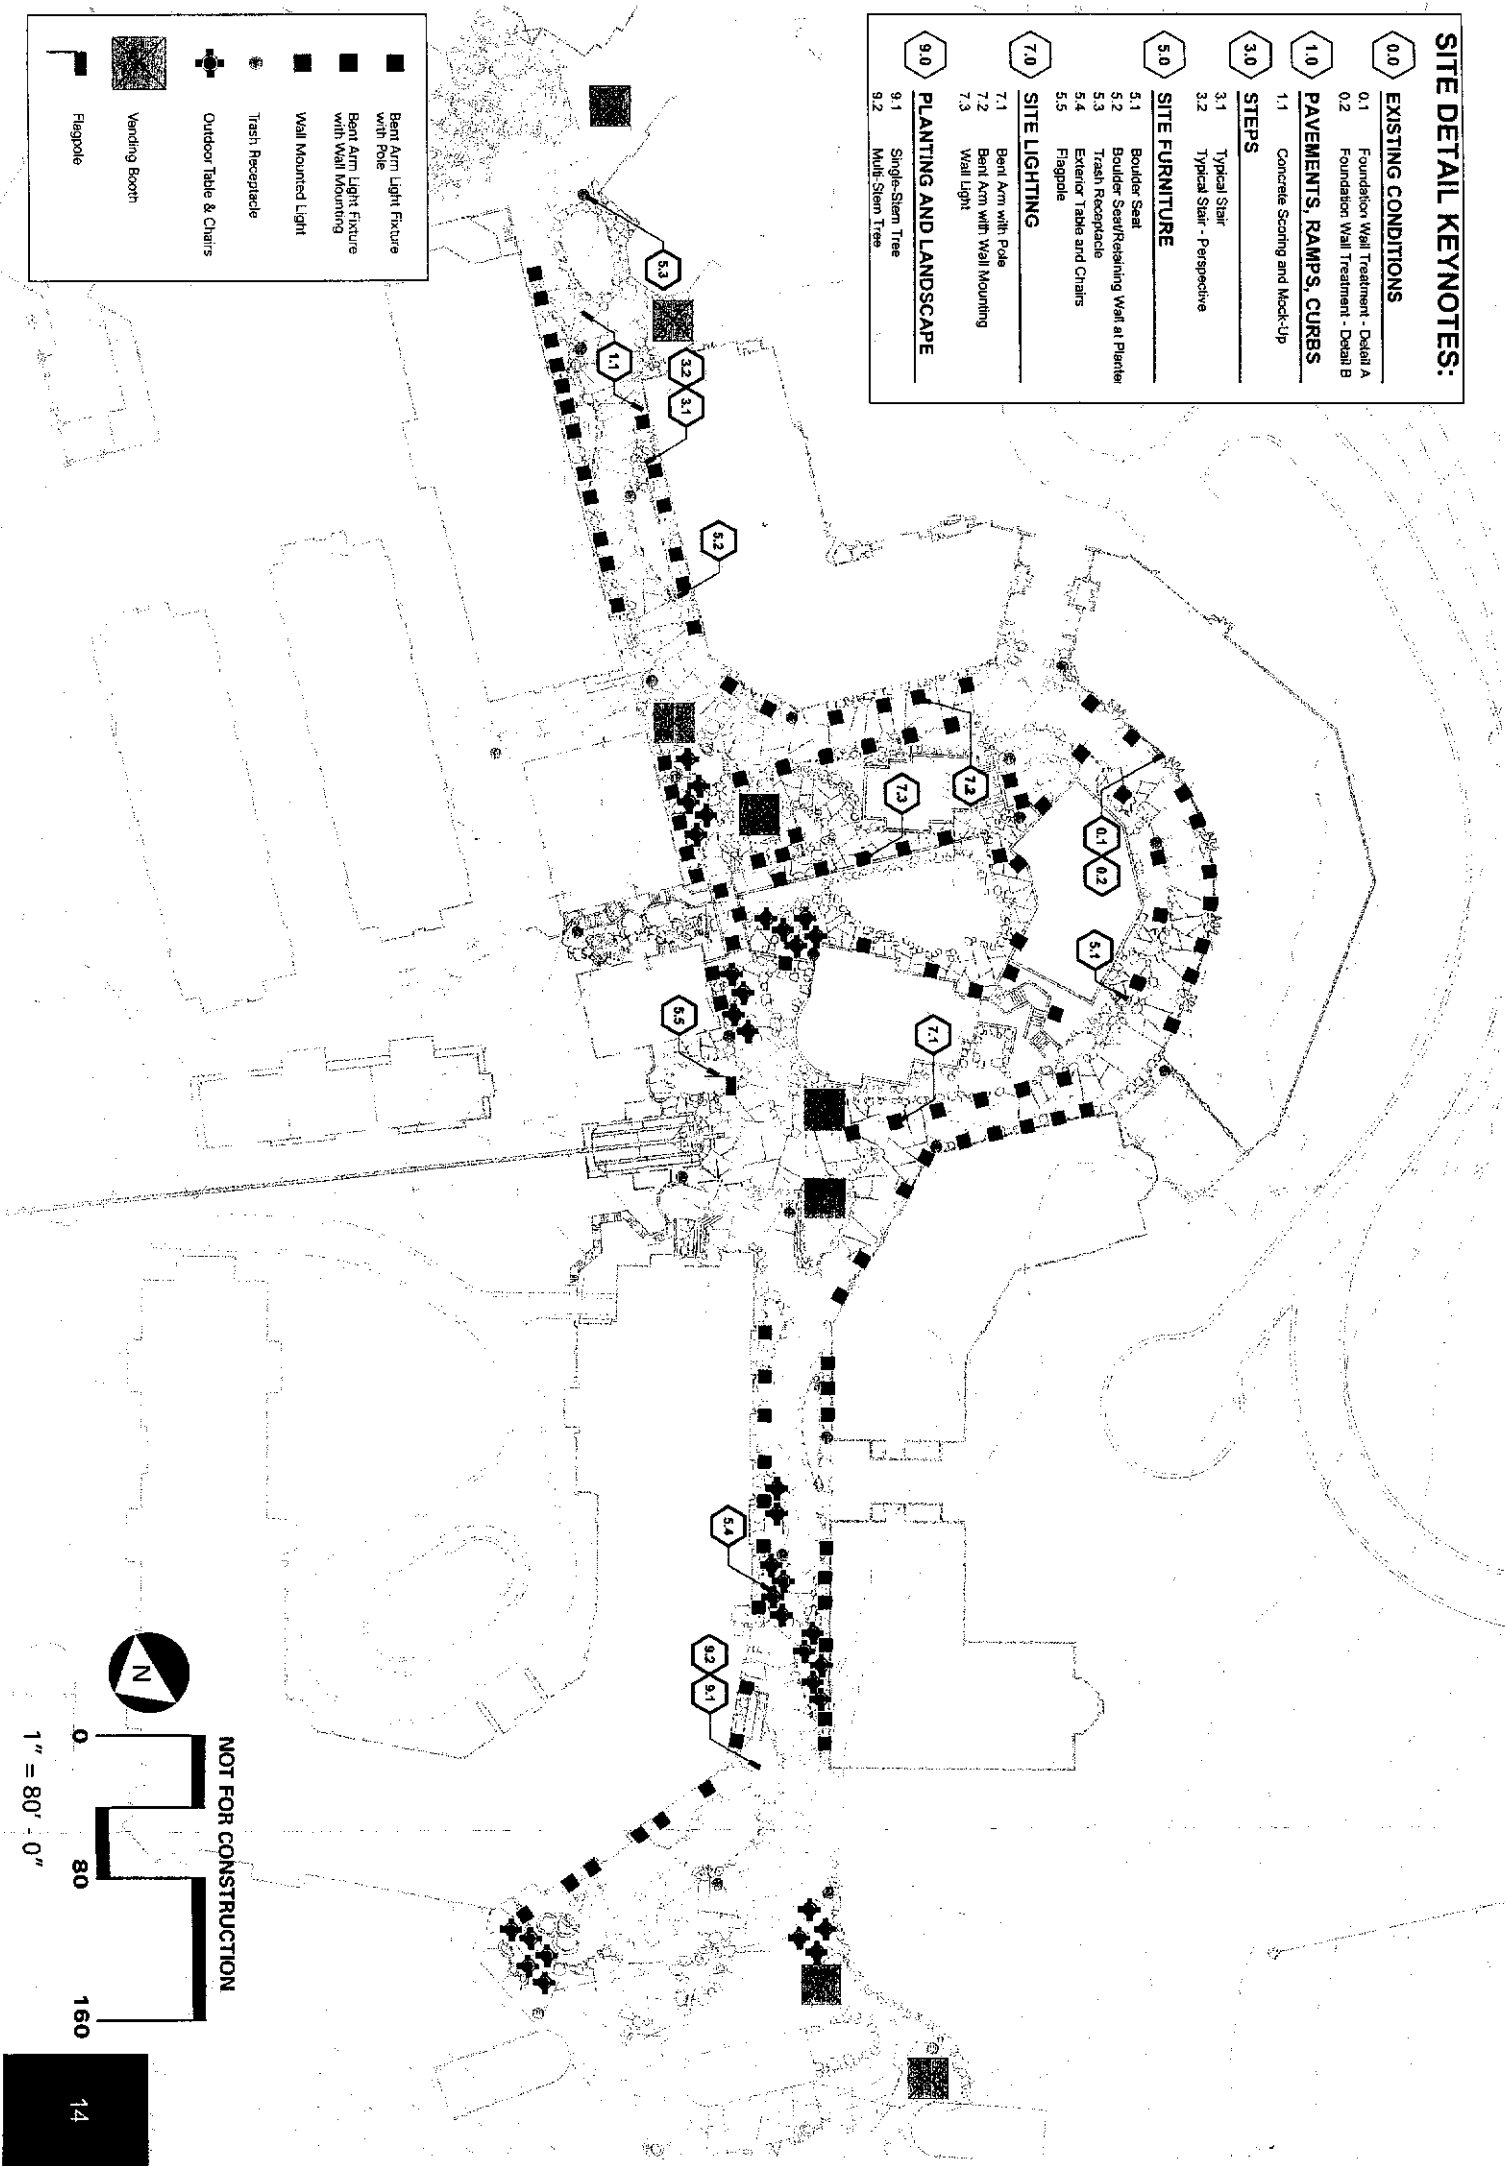 SITE DETAIL KEYNOTES:
0.0 EXISTING CONDITIONS
0.1 Foundation Wall Treatment - Detail A
0.2 Foundation Wall Treatment - Detail B
1.0 PAVEMENTS, RAMPS, CURBS
1.1 Concrete Scoring and Mock-Up
3.0 STEPS
3.1 Typical Stair
3.2 Typical Stair - Perspective
5.0 SITE FURNITURE
5.1 Boulder Seat
5.2 Boulder Seat/Retaining Wall at Planter
5.3 Trash Receptacle
5.4 Exterior Table and Chairs
5.5 Flagpole
7.0 SITE LIGHTING
7.1 Bent Arm with Pole
7.2 Bent Arm with Wall Mounting
7.3 Wall Light
9.0 PLANTING AND LANDSCAPE
9.1 Single-Stem Tree
9.2 Multi-Stem Tree
Bent Arm Light Fixture
with Pole
Bent Arm Light Fixture
with Wall Mounting
Wall Mounted Light
Trash Receptacle
Outdoor Table & Chairs
Vending Booth
Flagpole
5.3
1.1
3.2
3.1
5.2
7.2
7.3
0.1
0.2
5.1
5.5
7.1
5.4
9.2
9.1
N
NOT FOR CONSTRUCTION
0
80
160
1" = 80' - 0"
14